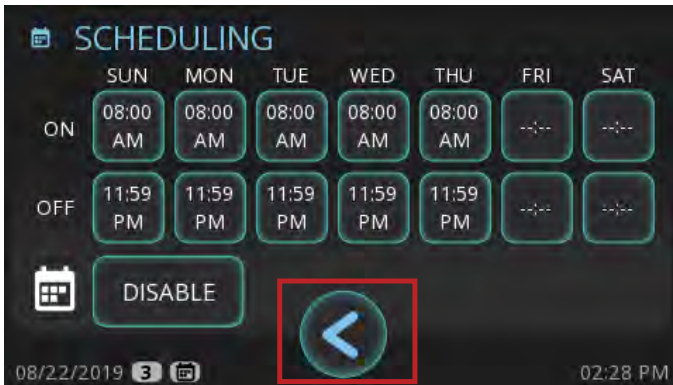 SCHEDULING
SUN MON TUE WED THU FRI SAT
ON 08:00 AM 08:00 AM 08:00 AM 08:00 AM 08:00 AM --:-- --:--
OFF 11:59 PM 11:59 PM 11:59 PM 11:59 PM 11:59 PM --:-- --:--
DISABLE
<
08/22/2019 3 02:28 PM